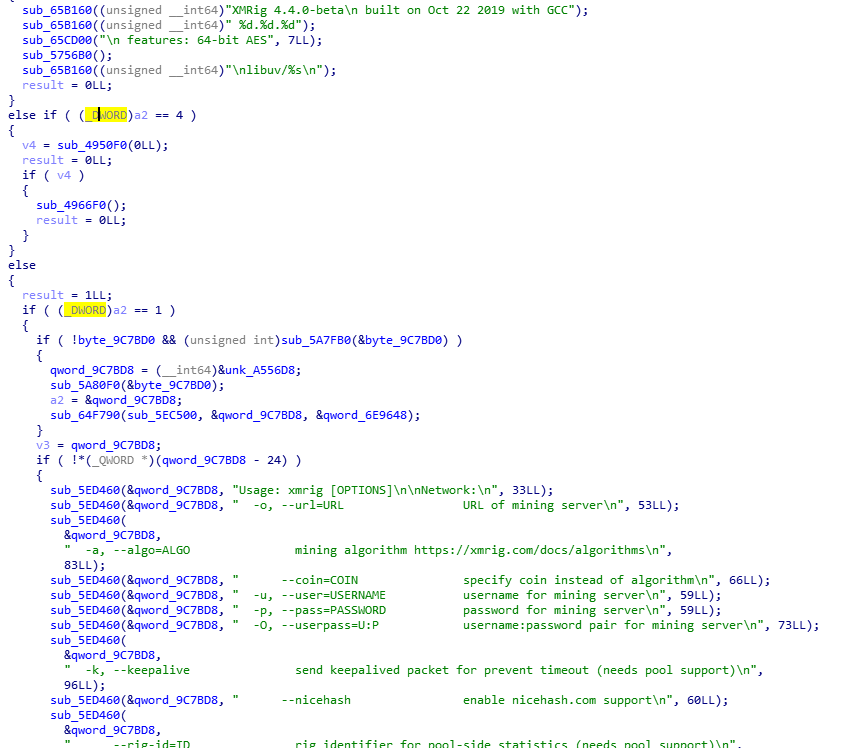 sub_65B160((unsigned __int64)"XMRig 4.4.0-beta\n built on Oct 22 2019 with GCC");
sub_65B160((unsigned __int64)" %d.%d.%d");
sub_65CD00("\n features: 64-bit AES", 7LL);
sub_5756B0();
sub_65B160((unsigned __int64)"\nlibuv/%s\n");
result = 0LL;
}
else if ( (_DWORD)a2 == 4 )
{
v4 = sub_4950F0(0LL);
result = 0LL;
if ( v4 )
{
sub_4966F0();
result = 0LL;
}
}
else
{
result = 1LL;
if ( (_DWORD)a2 == 1 )
{
if ( !byte_9C7BD0 && (unsigned int)sub_5A7FB0(&byte_9C7BD0) )
{
qword_9C7BD8 = (__int64)&unk_A556D8;
sub_5A80F0(&byte_9C7BD0);
a2 = &qword_9C7BD8;
sub_64F790(sub_5EC500, &qword_9C7BD8, &qword_6E9648);
}
v3 = qword_9C7BD8;
if ( !*(_QWORD *)(qword_9C7BD8 - 24) )
{
sub_5ED460(&qword_9C7BD8, "Usage: xmrig [OPTIONS]\n\nNetwork:\n", 33LL);
sub_5ED460(&qword_9C7BD8, "  -o, --url=URL                 URL of mining server\n", 53LL);
sub_5ED460(
&qword_9C7BD8,
"  -a, --algo=ALGO               mining algorithm https://xmrig.com/docs/algorithms\n",
83LL);
sub_5ED460(&qword_9C7BD8, "      --coin=COIN               specify coin instead of algorithm\n", 66LL);
sub_5ED460(&qword_9C7BD8, "  -u, --user=USERNAME           username for mining server\n", 59LL);
sub_5ED460(&qword_9C7BD8, "  -p, --pass=PASSWORD           password for mining server\n", 59LL);
sub_5ED460(&qword_9C7BD8, "  -O, --userpass=U:P            username:password pair for mining server\n", 73LL);
sub_5ED460(
&qword_9C7BD8,
"  -k, --keepalive               send keepalived packet for prevent timeout (needs pool support)\n",
96LL);
sub_5ED460(&qword_9C7BD8, "      --nicehash                enable nicehash.com support\n", 60LL);
sub_5ED460(
&qword_9C7BD8,
"      --rig-id=ID               rig identifier for pool-side statistics (needs pool support)\n",